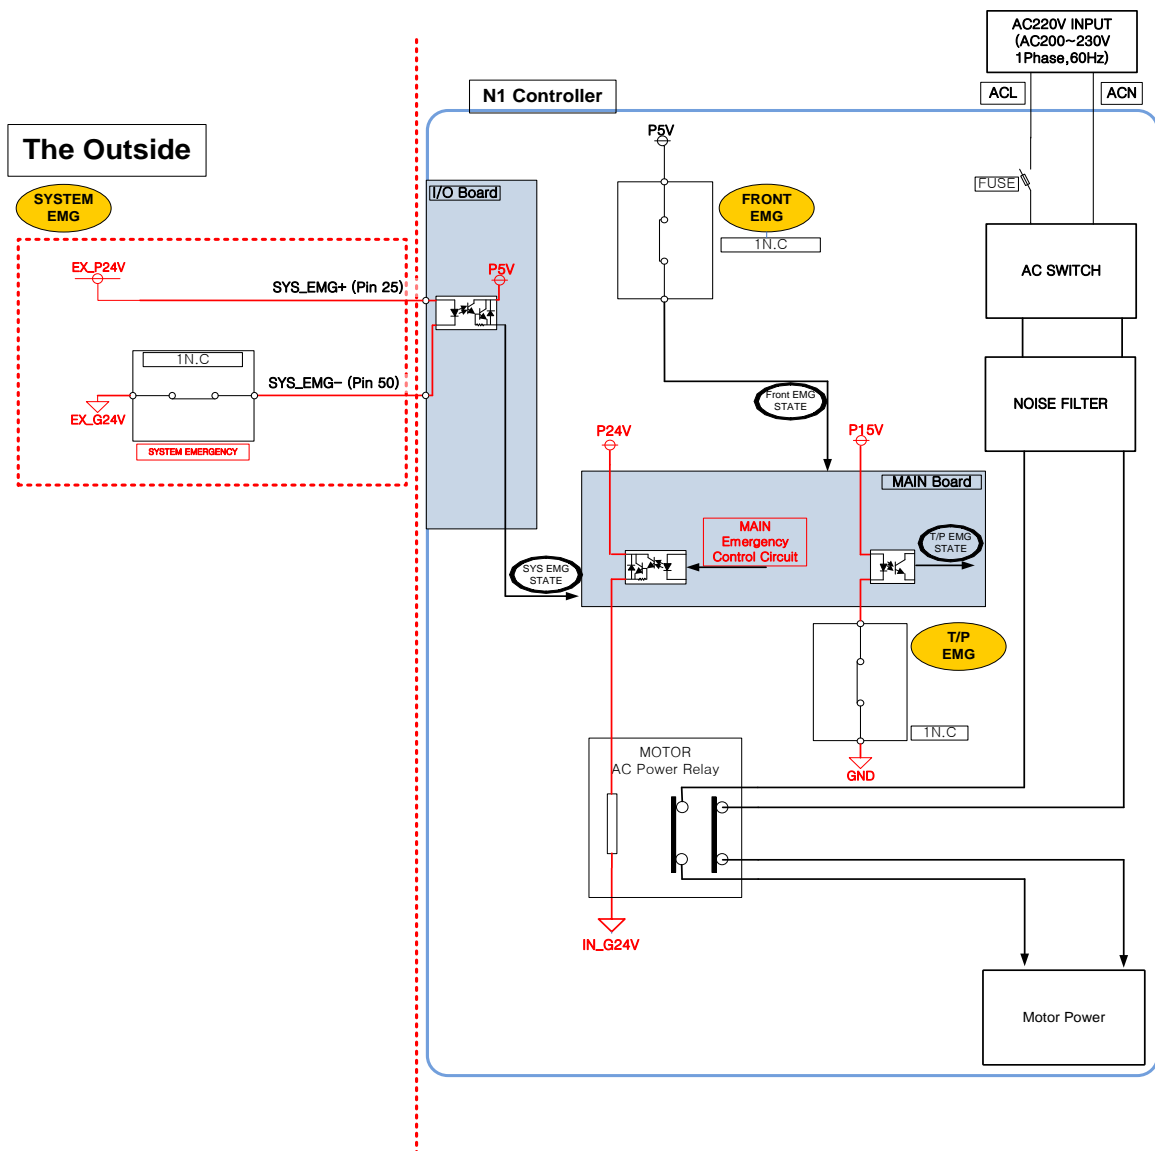 AC220V INPUT
(AC200~230V
1Phase,60Hz)
ACL
ACN
N1 Controller
The Outside
P5V
SYSTEM
EMG
I/O Board
FUSE
FRONT
EMG
1N.C
EX_P24V
P5V
SYS_EMG+ (Pin 25)
AC SWITCH
1N.C
SYS_EMG- (Pin 50)
EX_G24V
SYSTEM EMERGENCY
Front EMG
STATE
NOISE FILTER
P24V
P15V
MAIN Board
MAIN
Emergency
Control Circuit
T/P EMG
STATE
SYS EMG
STATE
T/P
EMG
1N.C
MOTOR
AC Power Relay
GND
IN_G24V
Motor Power